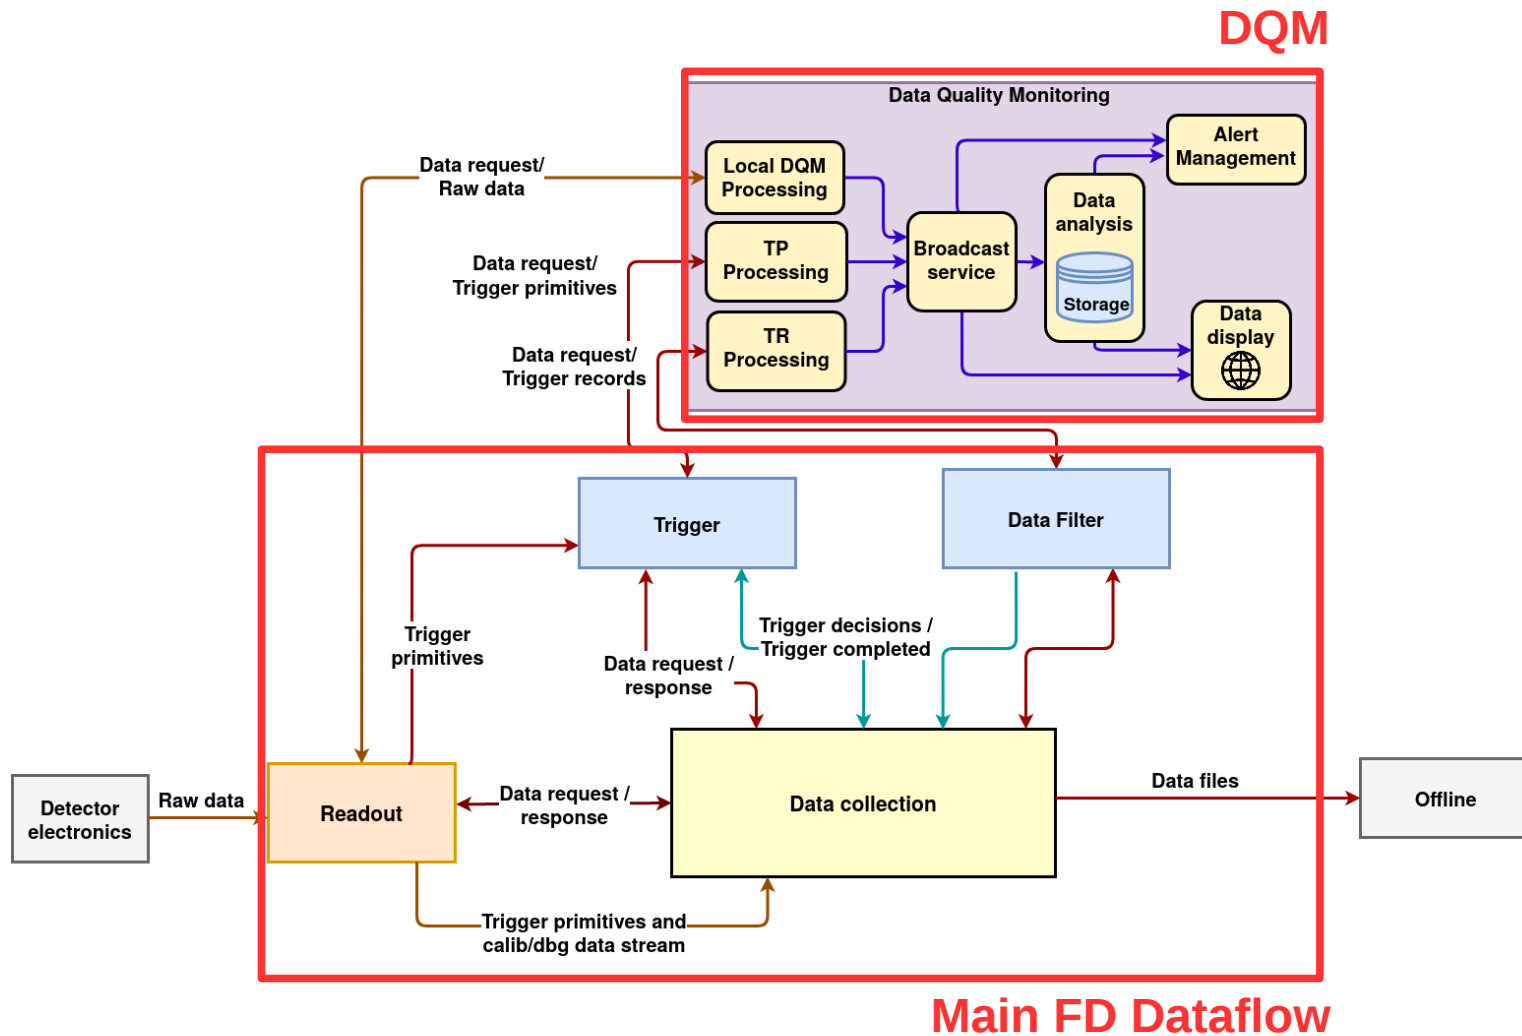 DQM
Data Quality Monitoring
Alert
Management
Data request/
Raw data
Local DQM
Processing
Data
analysis
Storage
TP
Processing
Broadcast
service
Data request/
Trigger primitives
TR
Processing
Data
display
Data request/
Trigger records
Trigger
Data Filter
Trigger
primitives
Trigger decisions /
Trigger completed
Data request /
response
Detector
electronics
Raw data
Readout
Data request /
response
Data collection
Data files
Offline
Trigger primitives and
calib/dbg data stream
Main FD Dataflow